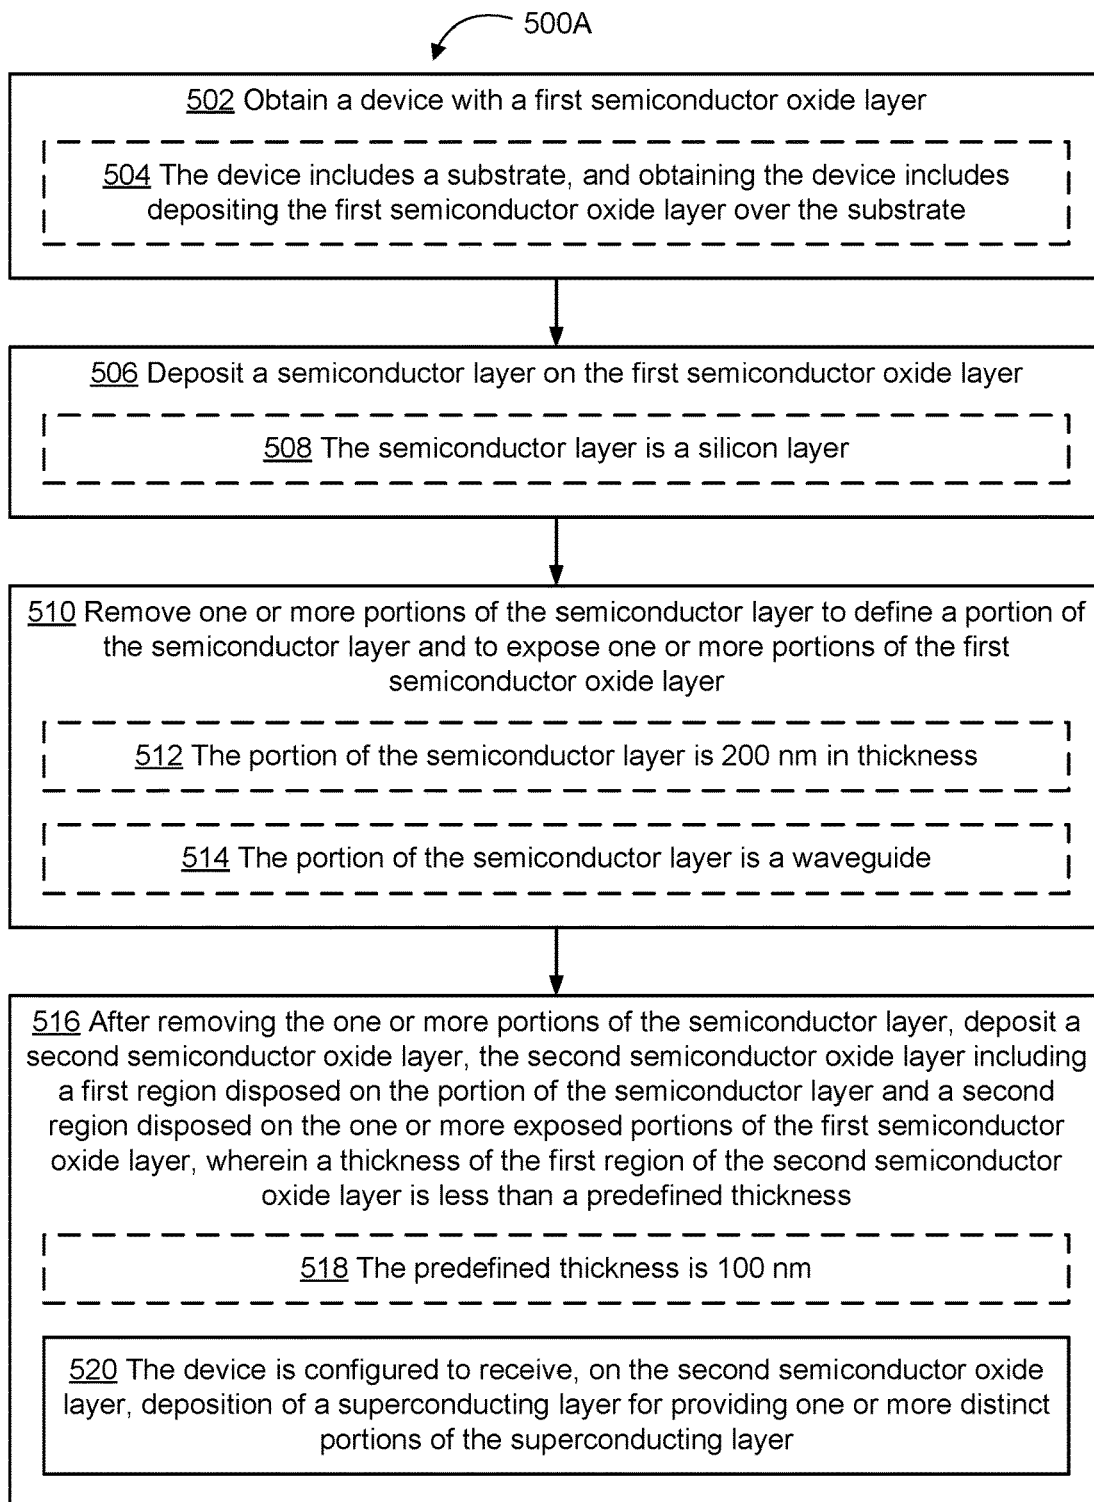 500A
502 Obtain a device with a first semiconductor oxide layer
504 The device includes a substrate, and obtaining the device includes
depositing the first semiconductor oxide layer over the substrate
506 Deposit a semiconductor layer on the first semiconductor oxide layer
508 The semiconductor layer is a silicon layer
510 Remove one or more portions of the semiconductor layer to define a portion of
the semiconductor layer and to expose one or more portions of the first
semiconductor oxide layer
512 The portion of the semiconductor layer is 200 nm in thickness
514 The portion of the semiconductor layer is a waveguide
516 After removing the one or more portions of the semiconductor layer, deposit a
second semiconductor oxide layer, the second semiconductor oxide layer including
a first region disposed on the portion of the semiconductor layer and a second
region disposed on the one or more exposed portions of the first semiconductor
oxide layer, wherein a thickness of the first region of the second semiconductor
oxide layer is less than a predefined thickness
518 The predefined thickness is 100 nm
520 The device is configured to receive, on the second semiconductor oxide
layer, deposition of a superconducting layer for providing one or more distinct
portions of the superconducting layer